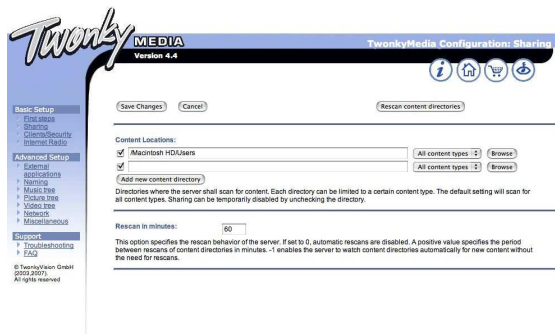 Twonky
MEDIA
Version 4.4
TwonkyMedia Configuration: Sharing
Basic Setup
First steps
Sharing
Clients/Security
Internet Radio
Advanced Setup
External
applications
Naming
Music tree
Picture tree
Video tree
Network
Miscellaneous
Support
Troubleshooting
FAQ
© TwonkyVision GmbH
(2003,2007).
All rights reserved
Save Changes Cancel Rescan content directories
Content Locations:
/Macintosh HD/Users All content types Browse
All content types Browse
Add new content directory
Directories where the server shall scan for content. Each directory can be limited to a certain content type. The default setting will scan for
all content types. Sharing can be temporarily disabled by unchecking the directory.
Rescan in minutes: 60
This option specifies the rescan behavior of the server. If set to 0, automatic rescans are disabled. A positive value specifies the period
between rescans of content directories in minutes. -1 enables the server to watch content directories automatically for new content without
the need for rescans.